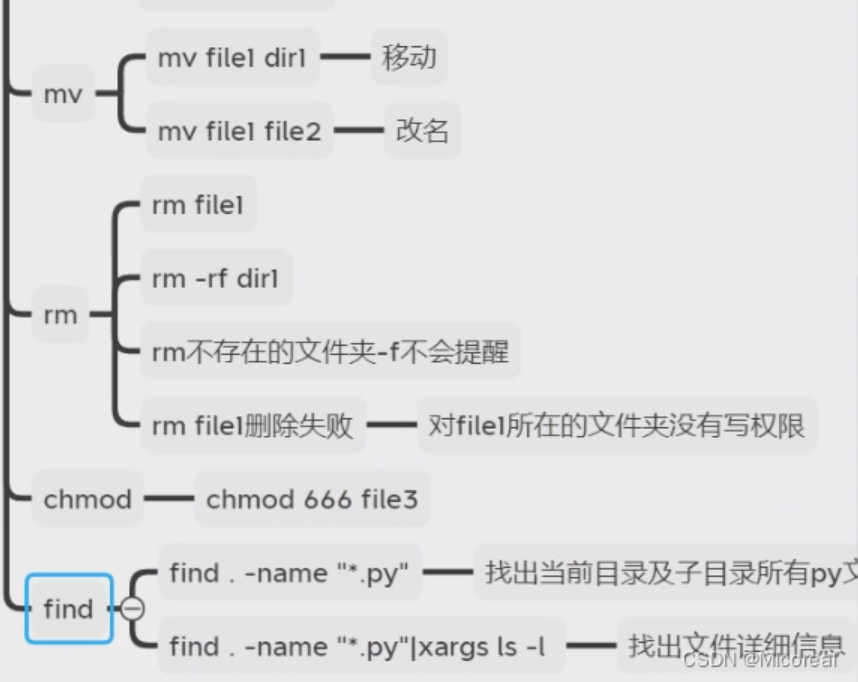 mv
mv file1 dir1
移动
mv file1 file2
改名
rm
rm file1
rm -rf dir1
rm不存在的文件夹-f不会提醒
rm file1删除失败
对file1所在的文件夹没有写权限
chmod
chmod 666 file3
find
find . -name "*.py"
找出当前目录及子目录所有py文
find . -name "*.py"|xargs ls -l
找出文件详细信息
CSDN @Micoreal